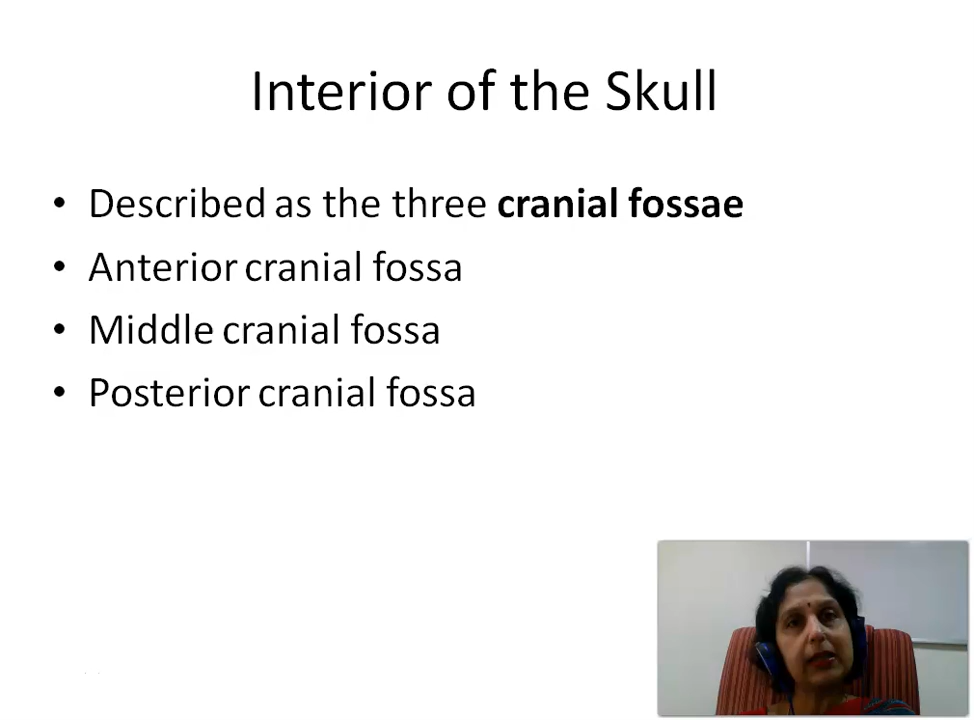 Interior of the Skull
• Described as the three cranial fossae
• Anterior cranial fossa
• Middle cranial fossa
• Posterior cranial fossa